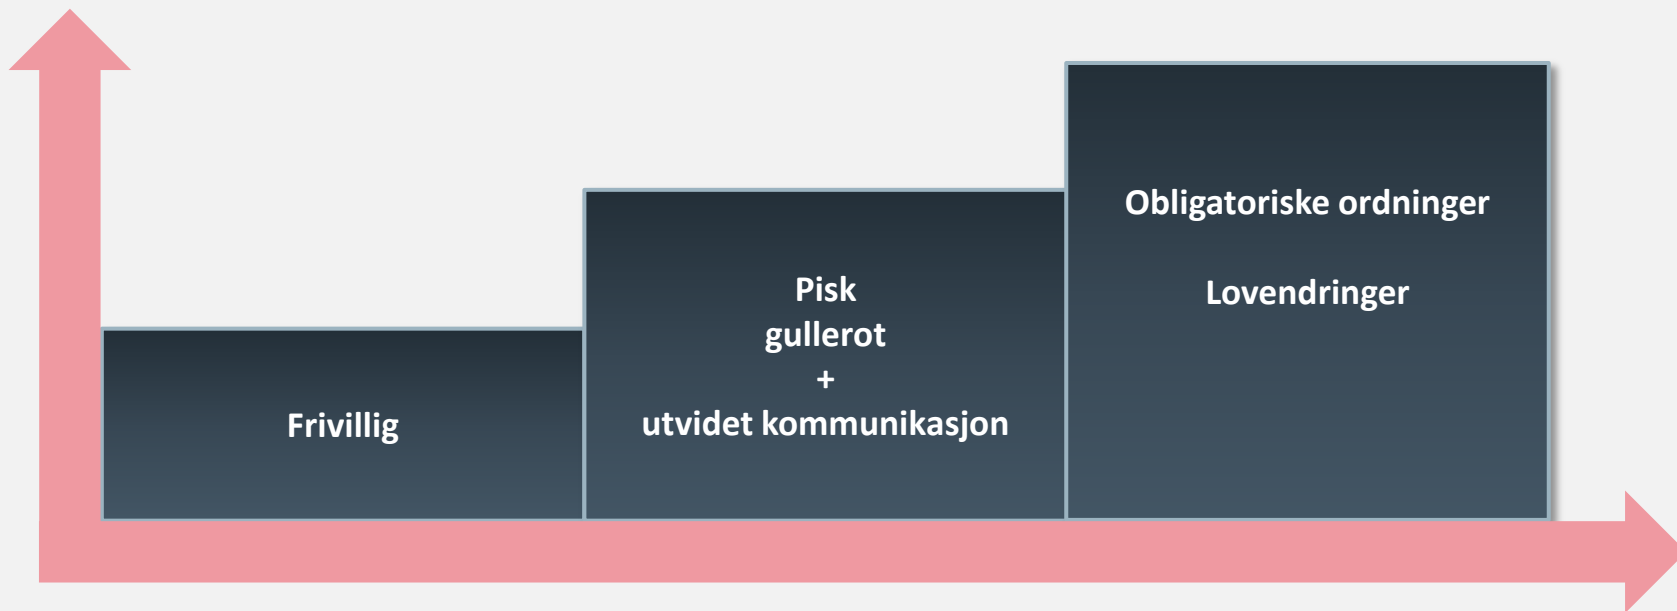 Frivillig
Pisk
gullerot
+
utvidet kommunikasjon
Obligatoriske ordninger
Lovendringer